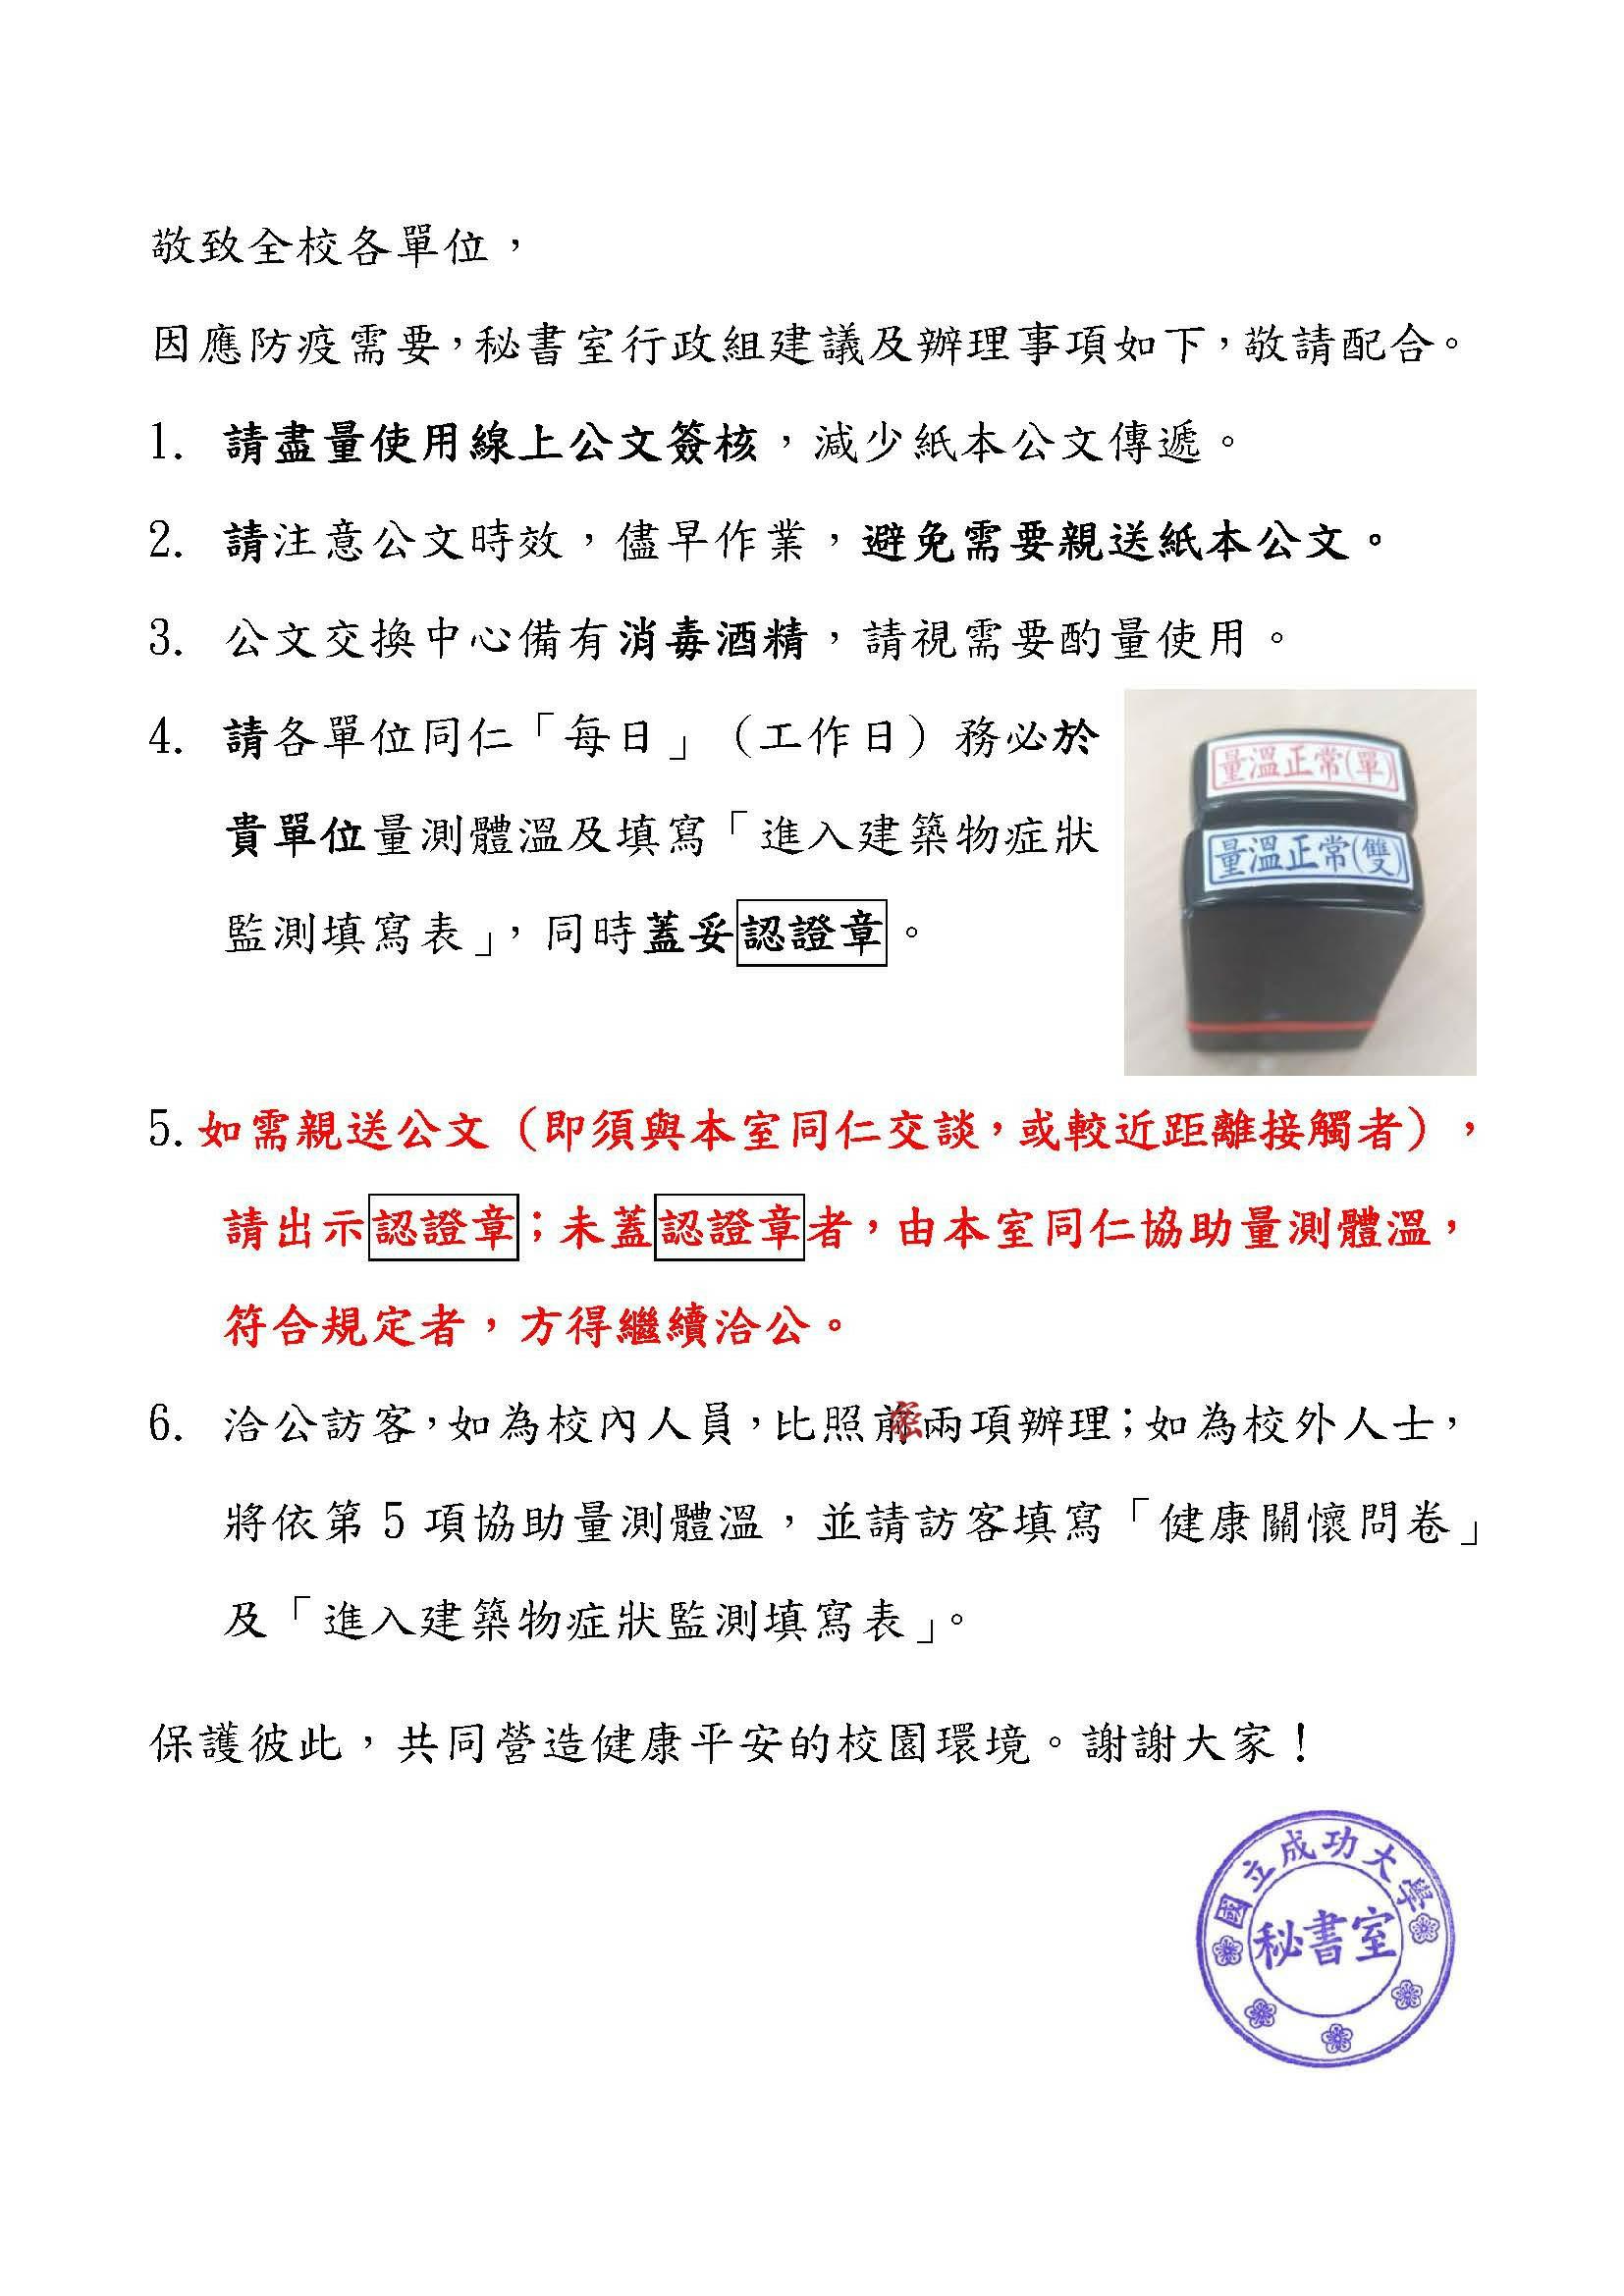 敬致全校各單位，
因應防疫需要，秘書室行政組建議及辦理事項如下，敬請配合。
1. 請盡量使用線上公文簽核，減少紙本公文傳遞。
2. 請注意公文時效，儘早作業，避免需要親送紙本公文。
3. 公文交換中心備有消毒酒精，請視需要酌量使用。
4. 請各單位同仁「每日」（工作日）務必於
貴單位量測體溫及填寫「進入建築物症狀
監測填寫表」，同時蓋妥認證章。
量溫正常(單)
量溫正常(雙)
5. 如需親送公文（即須與本室同仁交談，或較近距離接觸者），
請出示認證章；未蓋認證章者，由本室同仁協助量測體溫，
符合規定者，方得繼續洽公。
6. 洽公訪客，如為校內人員，比照前兩項辦理；如為校外人士，
將依第 5 項協助量測體溫，並請訪客填寫「健康關懷問卷」
及「進入建築物症狀監測填寫表」。
保護彼此，共同營造健康平安的校園環境。謝謝大家！
國立成功大學
秘書室